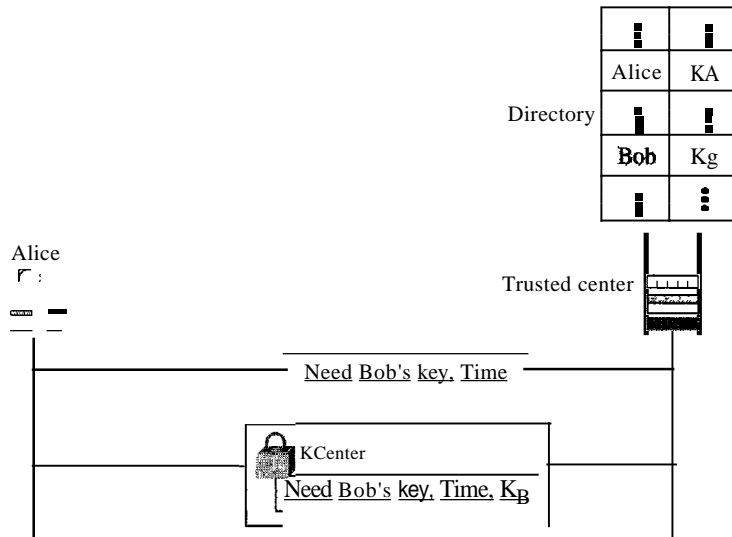 Alice KA
Directory
Bob Kg
Alice
Trusted center
Need Bob's key, Time
KCenter
Need Bob's key, Time, KB